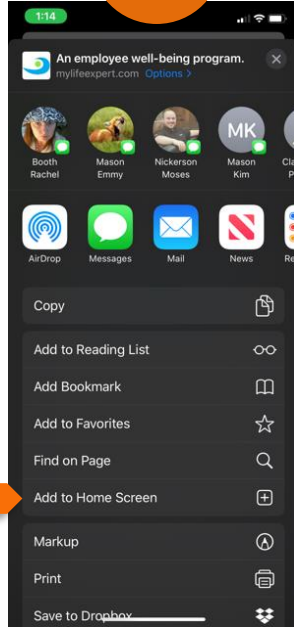 1:14
An employee well-being program.
mylifeexpert.com Options >
MK
Booth Rachel
Mason Emmy
Nickerson Moses
Mason Kim
AirDrop
Messages
Mail
News
Copy
Add to Reading List
Add Bookmark
Add to Favorites
Find on Page
Add to Home Screen
Markup
Print
Save to Dropbox